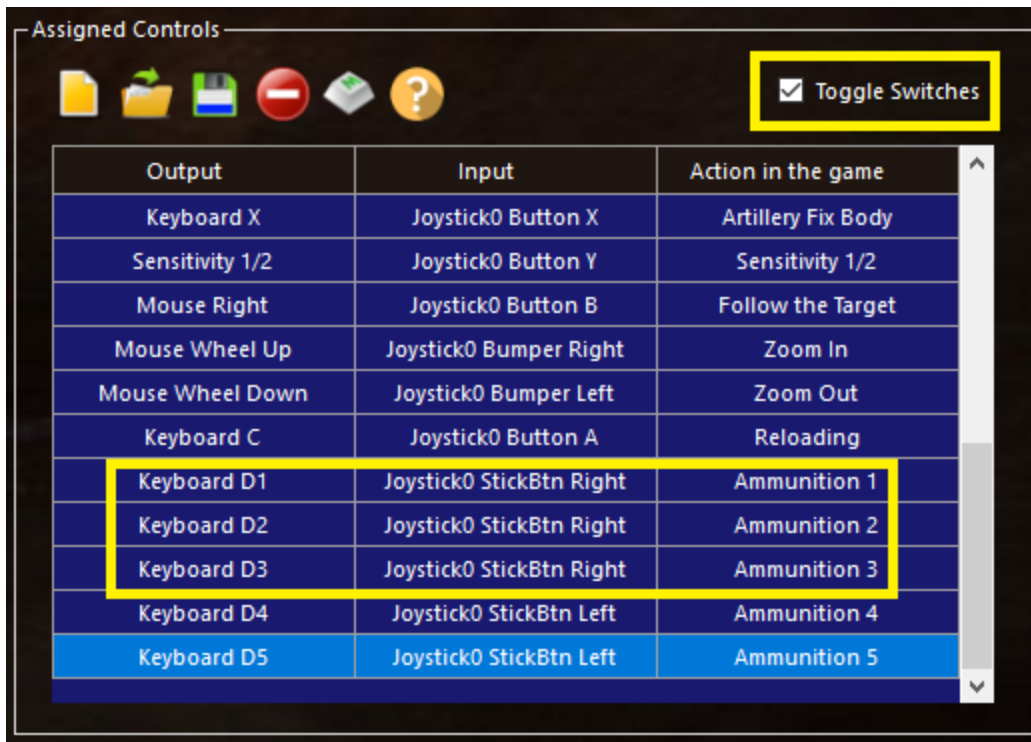 Assigned Controls
?
Toggle Switches
Output Input Action in the game
Keyboard X Joystick0 Button X Artillery Fix Body
Sensitivity 1/2 Joystick0 Button Y Sensitivity 1/2
Mouse Right Joystick0 Button B Follow the Target
Mouse Wheel Up Joystick0 Bumper Right Zoom In
Mouse Wheel Down Joystick0 Bumper Left Zoom Out
Keyboard C Joystick0 Button A Reloading
Keyboard D1 Joystick0 StickBtn Right Ammunition 1
Keyboard D2 Joystick0 StickBtn Right Ammunition 2
Keyboard D3 Joystick0 StickBtn Right Ammunition 3
Keyboard D4 Joystick0 StickBtn Left Ammunition 4
Keyboard D5 Joystick0 StickBtn Left Ammunition 5